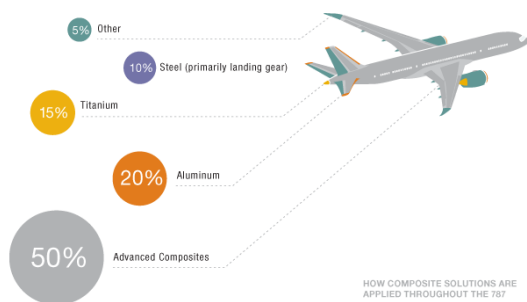 5% Other
10% Steel (primarily landing gear)
15%
Titanium
20% Aluminum
50% Advanced Composites
HOW COMPOSITE SOLUTIONS ARE
APPLIED THROUGHOUT THE 787